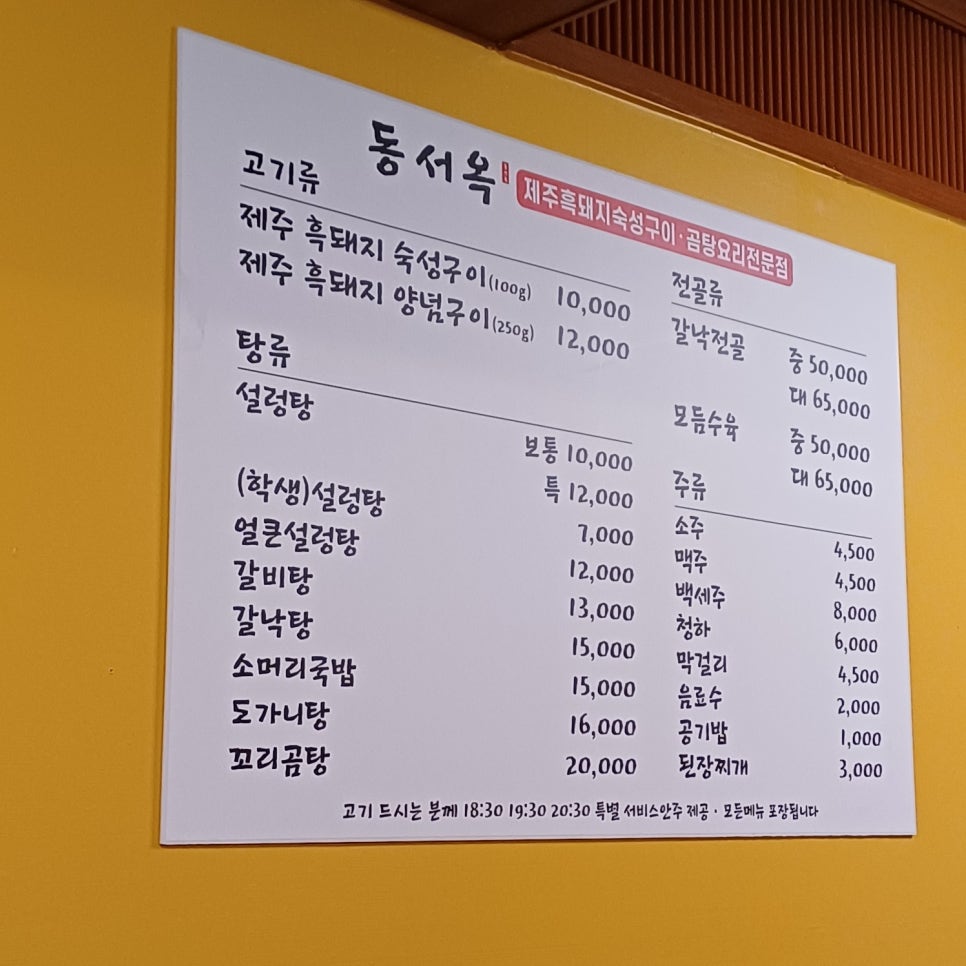 동서옥
제주흑돼지숙성구이·곰탕요리전문점
고기류
제주 흑돼지 숙성구이(100g) 10,000
제주 흑돼지 양념구이(250g) 12,000
탕류
설렁탕
보통 10,000
특 12,000
(학생)설렁탕 7,000
얼큰설렁탕 12,000
갈비탕 13,000
갈낙탕 15,000
소머리국밥 15,000
도가니탕 16,000
꼬리곰탕 20,000
전골류
갈낙전골 중 50,000
대 65,000
모듬수육 중 50,000
대 65,000
주류
소주 4,500
맥주 4,500
백세주 8,000
청하 6,000
막걸리 4,500
음료수 2,000
공기밥 1,000
된장찌개 3,000
고기 드시는 분께 18:30 19:30 20:30 특별 서비스안주 제공 · 모든메뉴 포장됩니다